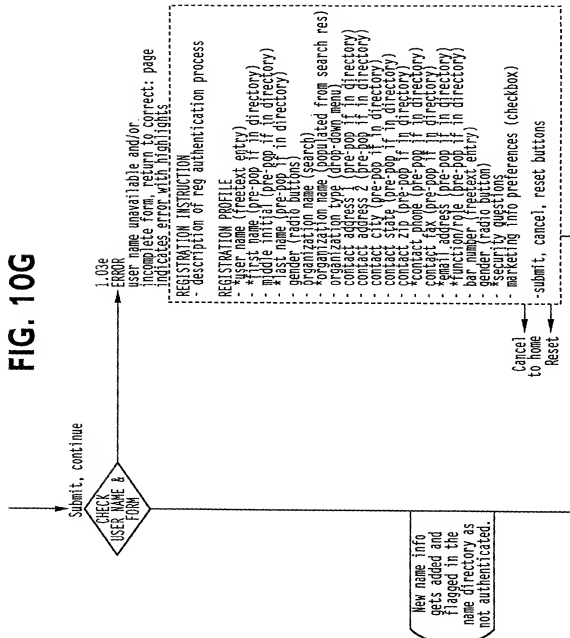 FIG. 10G
Submit, continue
CHECK
USER NAME &
FORM
1.03e
ERROR
user name unavailable and/or
incomplete form, return to correct: page
indicates error with highlights
REGISTRATION INSTRUCTION
- description of reg authentication process
REGISTRATION PROFILE
- *user name (freetext entry)
- *first name (pre-pop if in directory)
- middle initial (pre-pop if in directory)
- *last name (pre-pop if in directory)
- gender (radio buttons)
- Organization name (search)
- *organization name (populated from search res)
- organization type (drop-down menu)
- contact address (pre-pop if in directory)
- contact address 2 (pre-pop if in directory)
- contact city (pre-pop if in directory)
- contact state (pre-pop if in directory)
- contact zip (pre-pop if in directory)
- *contact phone (pre-pop if in directory)
- contact fax (pre-pop if in directory)
- *email address (pre-pop if in directory)
- *function/role (pre-pop if in directory)
- bar number (freetext entry)
- gender (radio button)
- *security questions
- marketing info preferences (checkbox)
-submit, cancel, reset buttons
Cancel
to home
Reset
New name info
gets added and
flagged in the
name directory as
not authenticated.